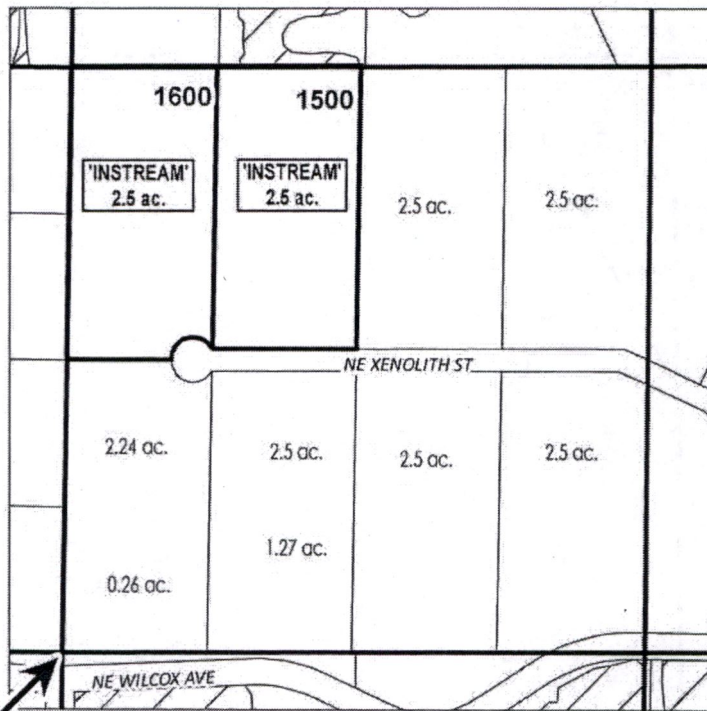 1600
1500
'INSTREAM'
2.5 ac.
'INSTREAM'
2.5 ac.
2.5 ac.
2.5 ac.
NE XENOLITH ST
2.24 ac.
2.5 ac.
2.5 ac.
2.5 ac.
1.27 ac.
0.26 ac.
NE WILCOX AVE